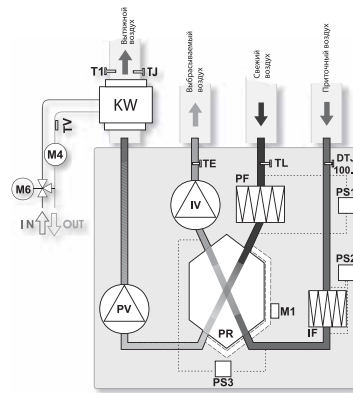 Вытяжной
воздух
Выбрасываемый
воздух
Свежий
воздух
Приточный воздух
T1
TJ
KW
TV
M4
M6
IN
OUT
TE
TL
DTJ
100
PF
PS1
IV
PS2
M1
PV
PR
IF
PS3